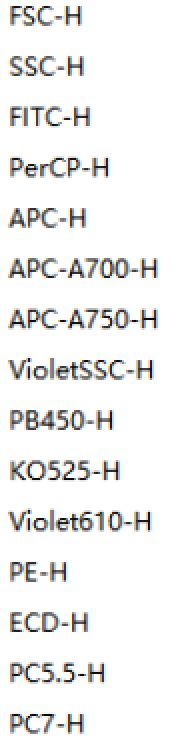 FSC-H
SSC-H
FITC-H
PerCP-H
APC-H
APC-A700-H
APC-A750-H
VioletSSC-H
PB450-H
KO525-H
Violet610-H
PE-H
ECD-H
PC5.5-H
PC7-H